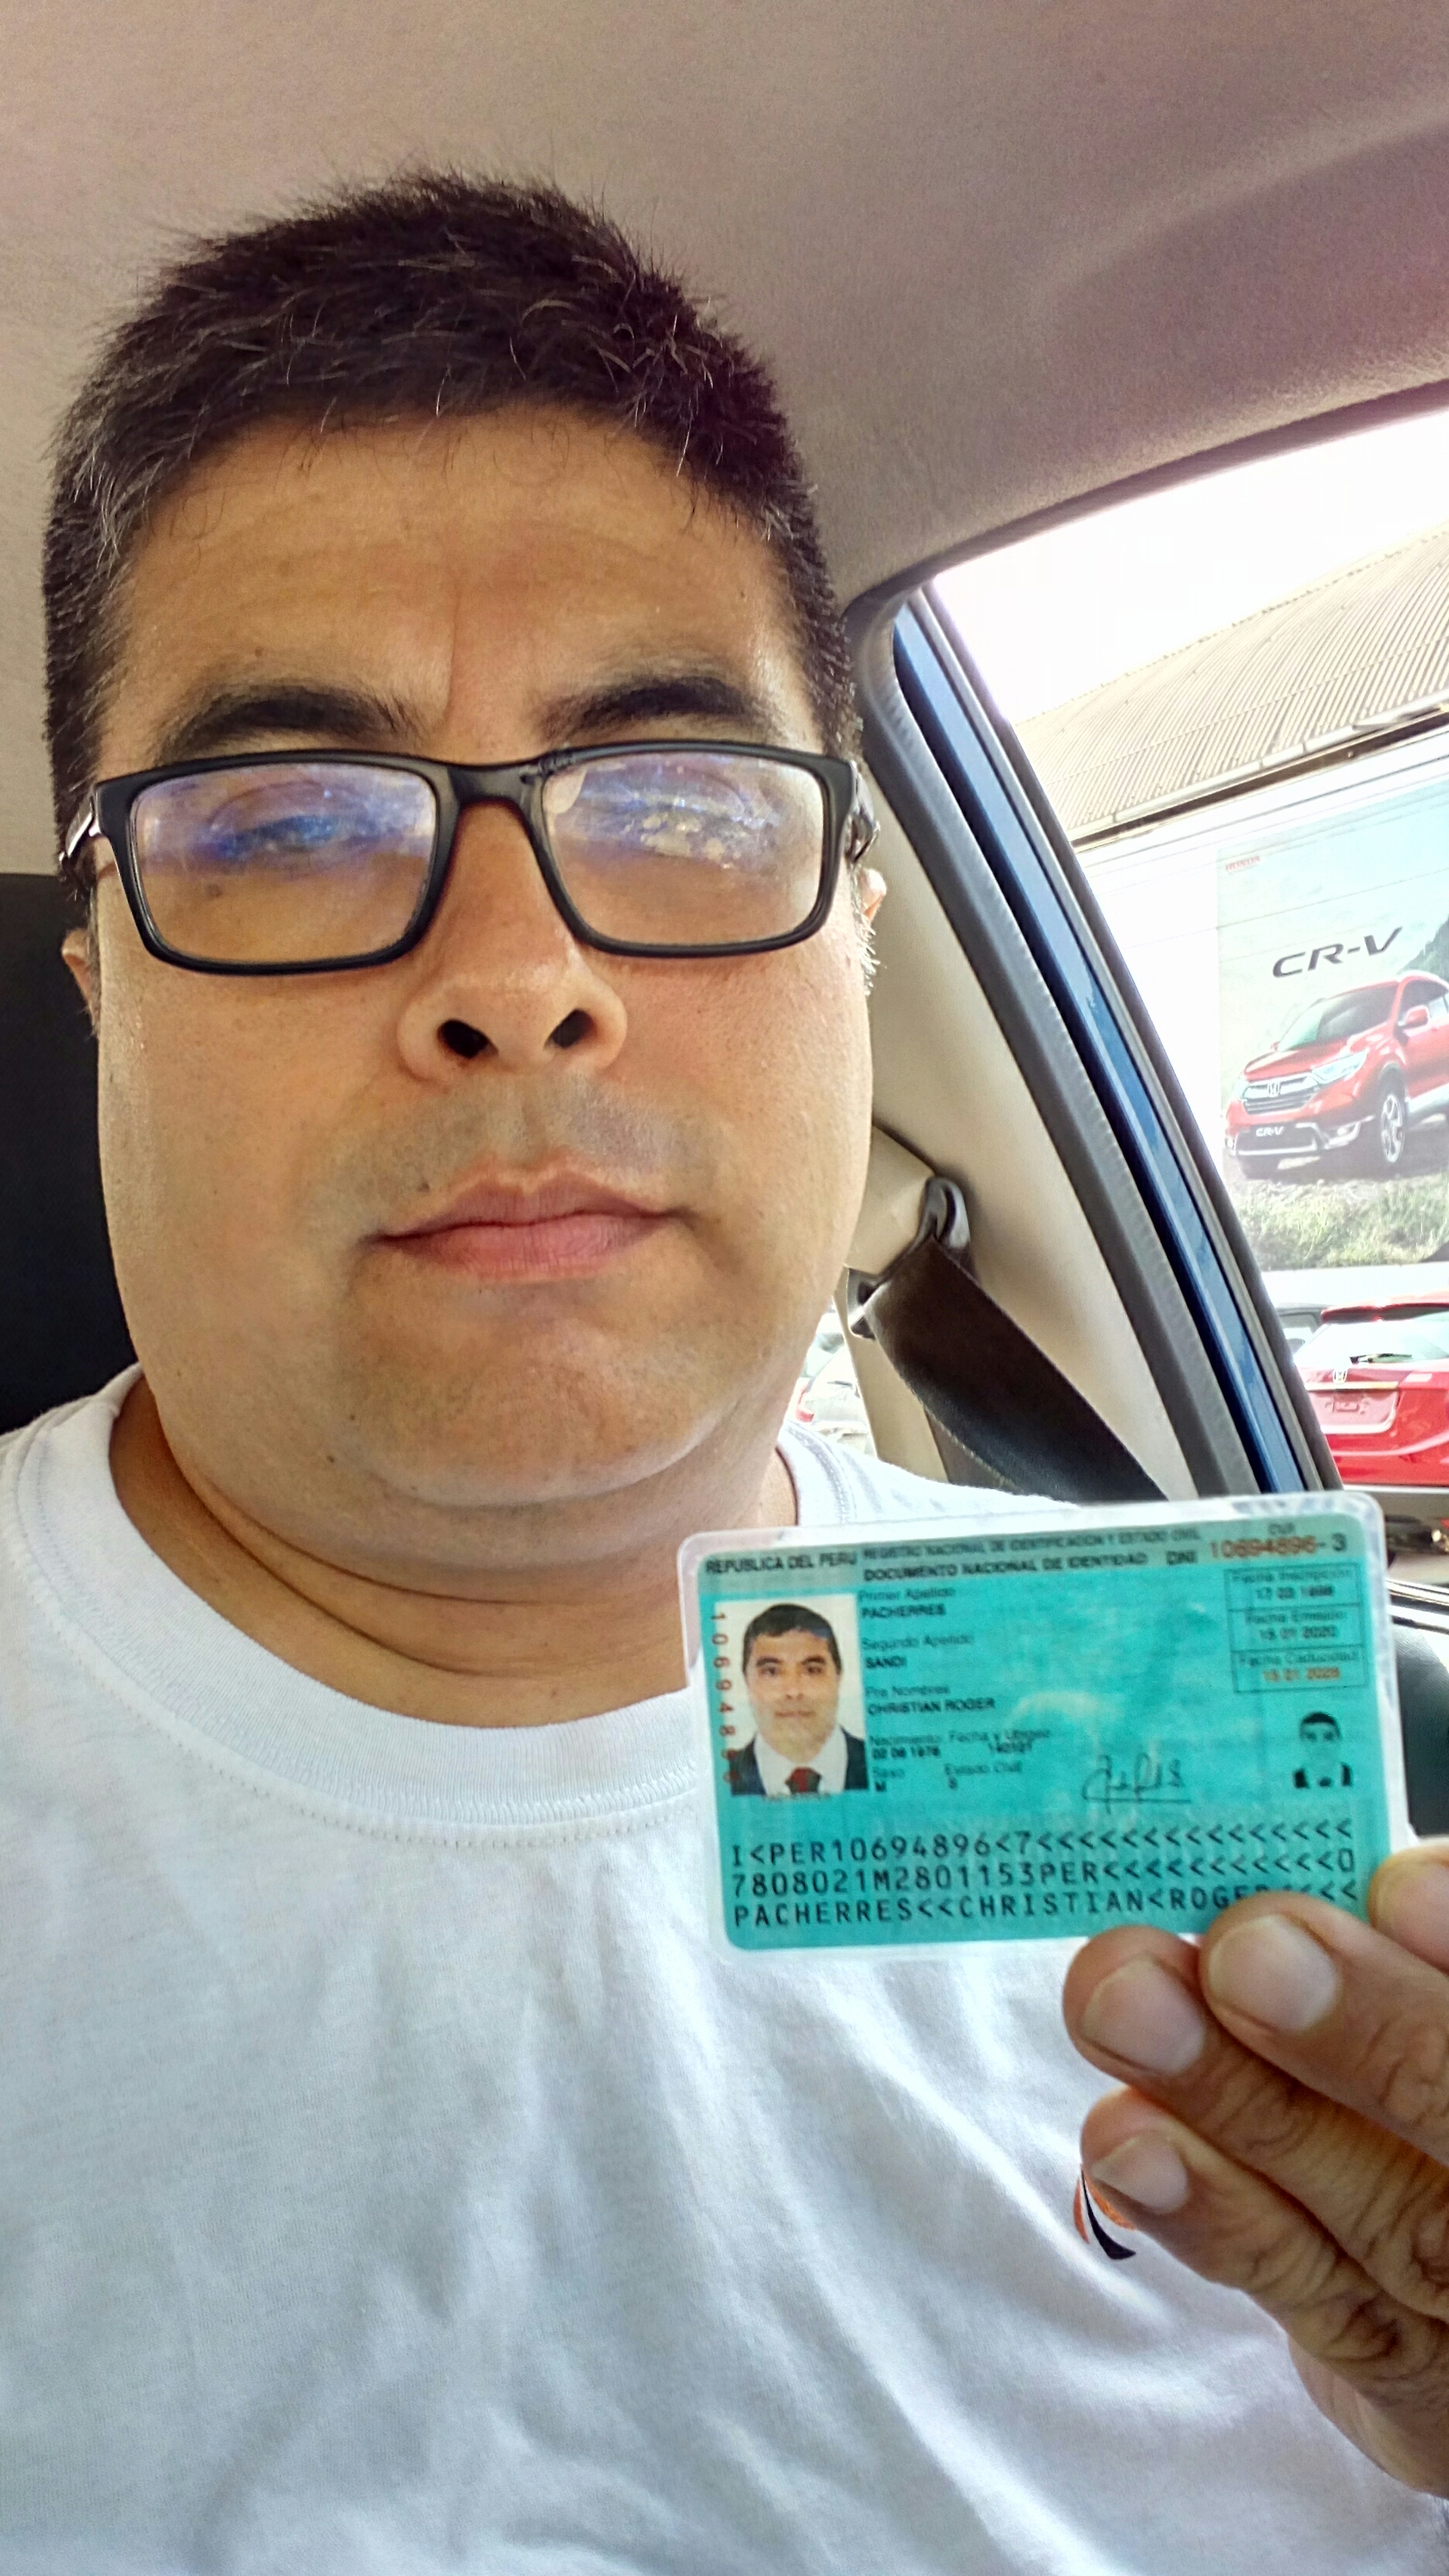 HONDA
CR-V
CR-V
REPUBLICA DEL PERU REGISTRO NACIONAL DE IDENTIFICACION Y ESTADO CIVIL CUI
DOCUMENTO NACIONAL DE IDENTIDAD DNI 10694896-3
Primer Apellido
PACHERRES
Segundo Apellido
SANDI
Pre Nombres
CHRISTIAN ROGER
Nacimiento: Fecha y Ubigeo
02 08 1978 140121
Sexo Estado Civil
M S
Fecha Inscripción
17 03 1998
Fecha Emisión
15 01 2020
Fecha Caducidad
15 01 2028
I<PER10694896<7<<<<<<<<<<<<<<<
7808021M2801153PER<<<<<<<<<<<0
PACHERRES<<CHRISTIAN<ROGER<<<<